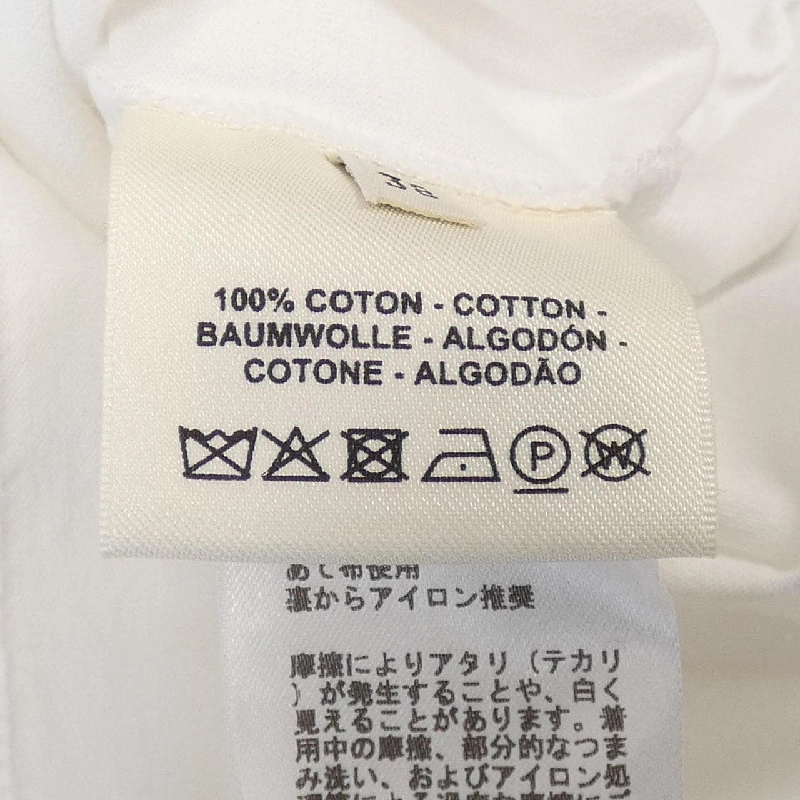 38
100% COTON - COTTON -
BAUMWOLLE - ALGODÓN -
COTONE - ALGODÃO
P
W
あて布使用
裏からアイロン推奨
摩擦によりアタリ（テカリ
）が発生することや、白く
見えることがあります。着
用中の摩擦、部分的なつま
み洗い、およびアイロン処